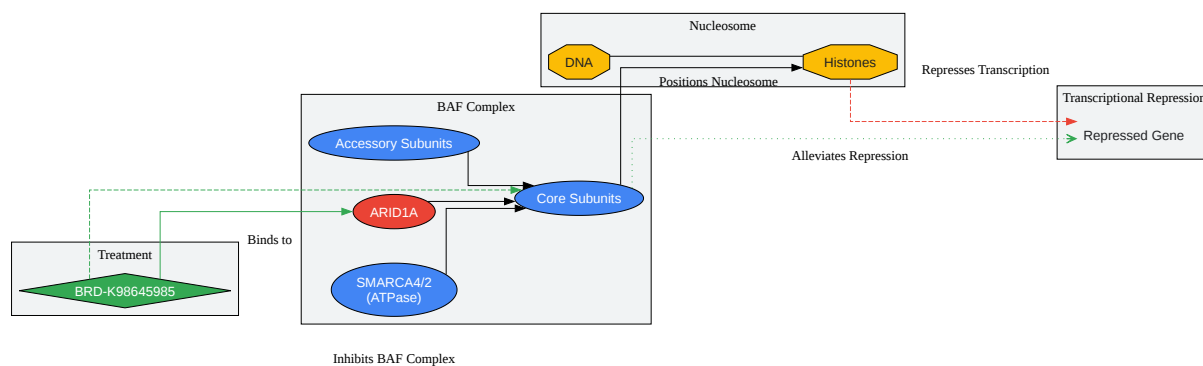 Nucleosome
DNA
Histones
Positions Nucleosome
Represses Transcription
Transcriptional Repression
Repressed Gene
BAF Complex
Accessory Subunits
Alleviates Repression
Core Subunits
ARID1A
Binds to
Treatment
BRD-K98645985
SMARCA4/2
(ATPase)
Inhibits BAF Complex